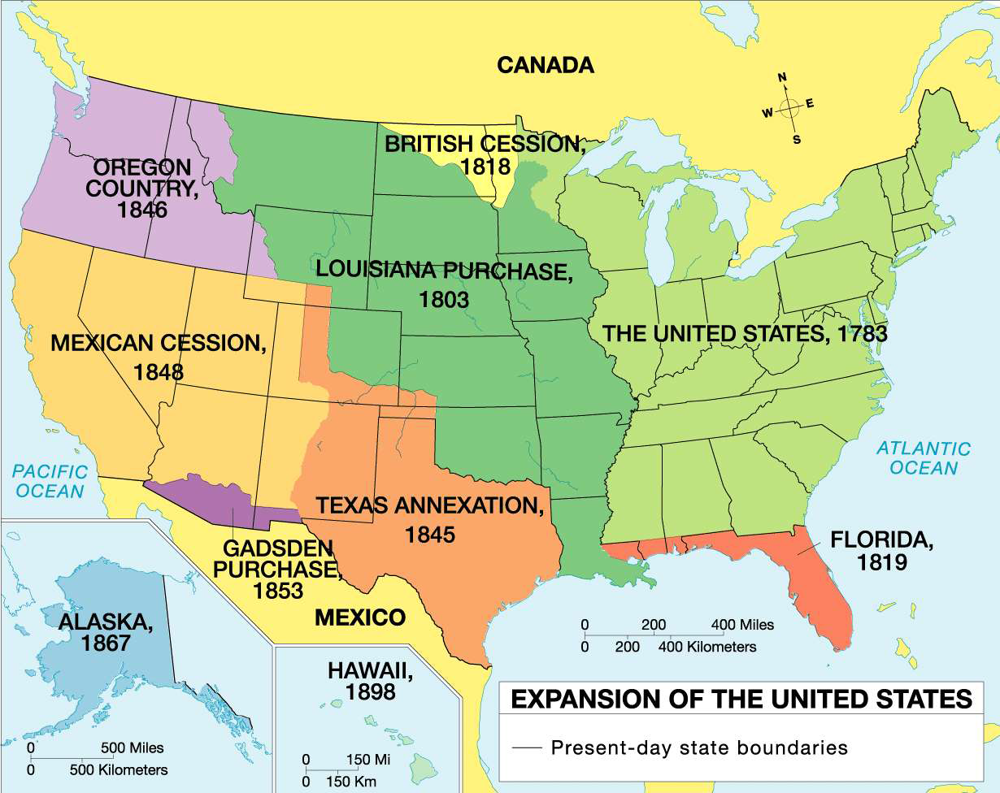 CANADA
N
W
E
S
BRITISH CESSION,
1818
OREGON
COUNTRY,
1846
LOUISIANA PURCHASE,
1803
THE UNITED STATES, 1783
MEXICAN CESSION,
1848
PACIFIC
OCEAN
ATLANTIC
OCEAN
TEXAS ANNEXATION,
1845
GADSDEN
PURCHASE,
1853
FLORIDA,
1819
MEXICO
ALASKA,
1867
0 500 Miles
0 500 Kilometers
HAWAII,
1898
0 150 Mi
0 150 Km
0 200 400 Miles
0 200 400 Kilometers
EXPANSION OF THE UNITED STATES
Present-day state boundaries